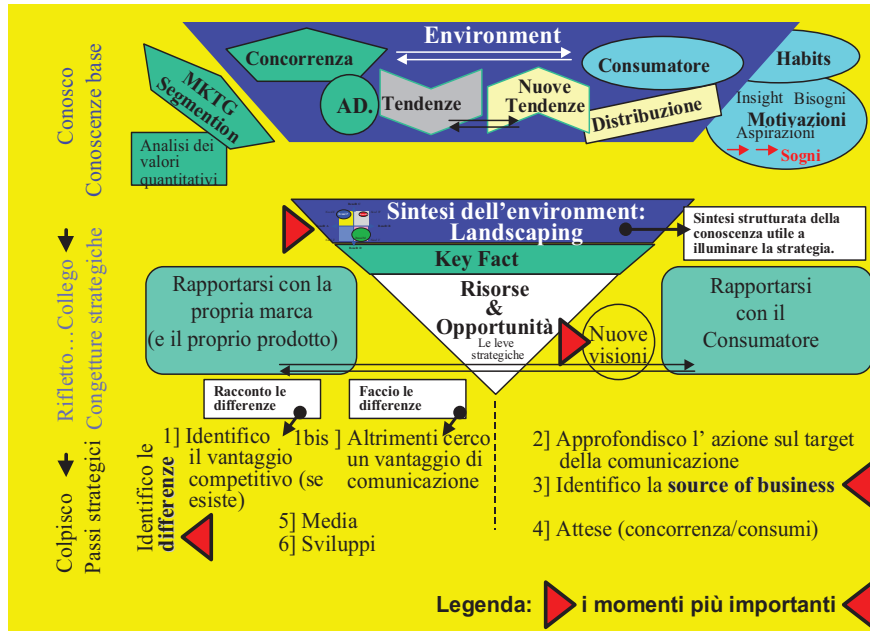 Environment
Concorrenza
Consumatore
Habits
AD.
Tendenze
Nuove
Tendenze
Distribuzione
Insight Bisogni
Motivazioni
Aspirazioni
Sogni
MKTG
Segmention
Analisi dei
valori
quantitativi
Conosco
Conoscenze base
Sintesi dell'environment:
Landscaping
Sintesi strutturata della
conoscenza utile a
illuminare la strategia.
Key Fact
Rifletto…Collego
Congetture strategiche
Rapportarsi con la
propria marca
(e il proprio prodotto)
Risorse
&
Opportunità
Le leve
strategiche
Nuove
visioni
Rapportarsi
con il
Consumatore
Racconto le
differenze
Faccio le
differenze
Colpisco
Passi strategici
Identifico le
differenze
1] Identifico
il vantaggio
competitivo (se
esiste)
1bis ] Altrimenti cerco
un vantaggio di
comunicazione
5] Media
6] Sviluppi
2] Approfondisco l' azione sul target
della comunicazione
3] Identifico la source of business
4] Attese (concorrenza/consumi)
Legenda: i momenti più importanti